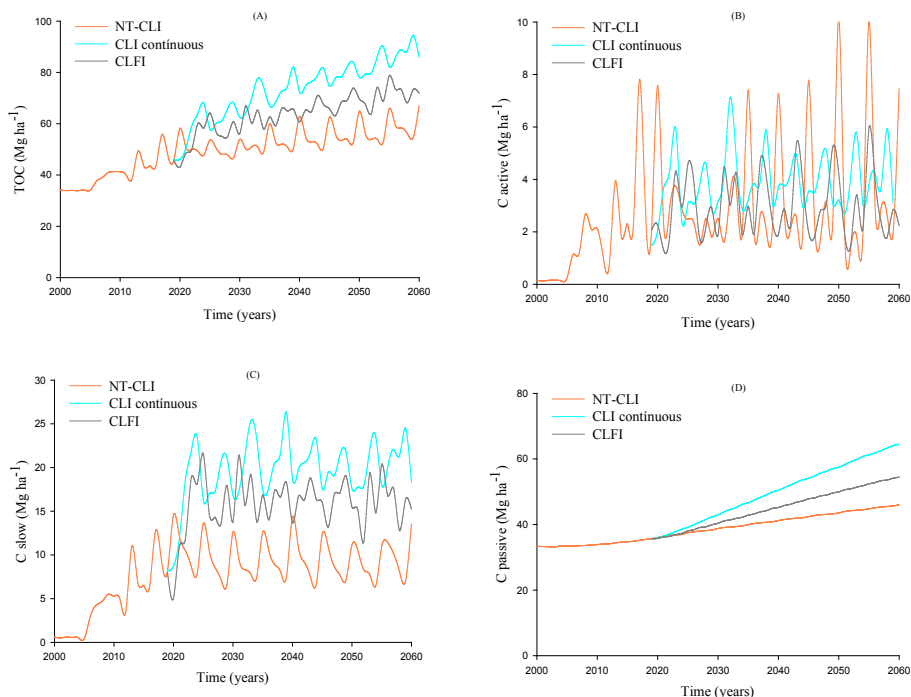 (A)
NT-CLI
CLI contínuous
CLFI
TOC (Mg ha⁻¹)
100
80
60
40
20
0
2000 2010 2020 2030 2040 2050 2060
Time (years)
(B)
NT-CLI
CLI contínuous
CLFI
C active (Mg ha⁻¹)
10
8
6
4
2
0
2000 2010 2020 2030 2040 2050 2060
Time (years)
(C)
NT-CLI
CLI contínuous
CLFI
C slow (Mg ha⁻¹)
30
25
20
15
10
5
0
2000 2010 2020 2030 2040 2050 2060
Time (years)
(D)
NT-CLI
CLI contínuous
CLFI
C passive (Mg ha⁻¹)
80
60
40
20
0
2000 2010 2020 2030 2040 2050 2060
Time (years)